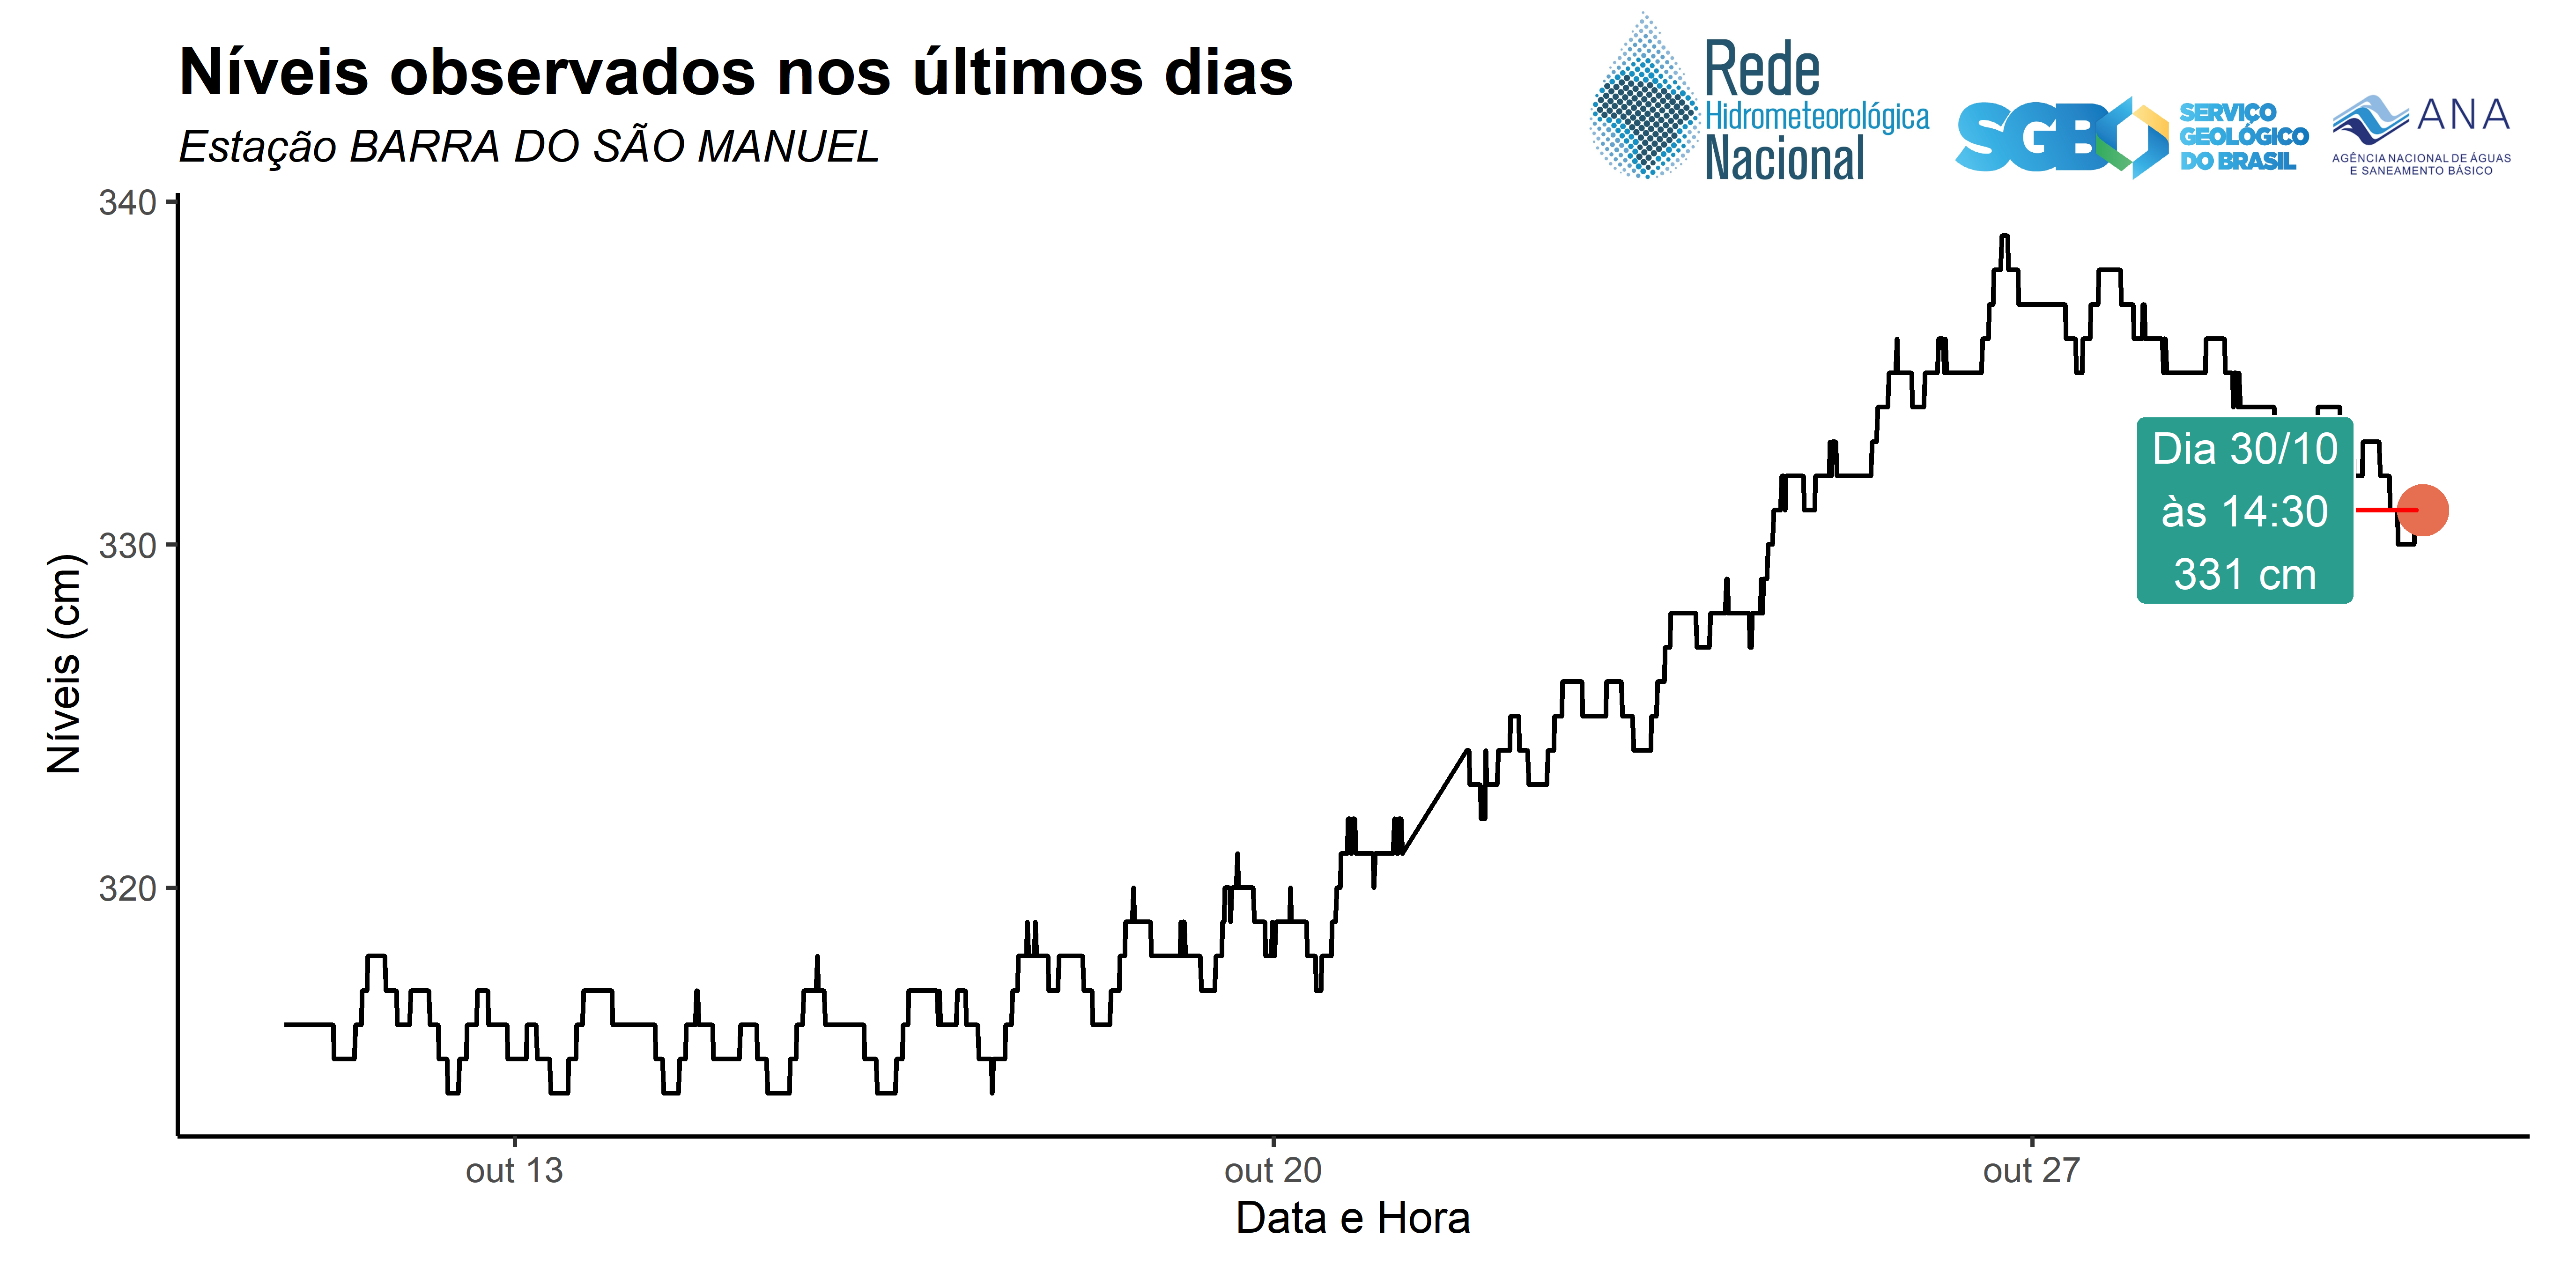 Níveis observados nos últimos dias
Estação BARRA DO SÃO MANUEL
Rede
Hidrometeorológica
Nacional
SGB
SERVIÇO
GEOLÓGICO
DO BRASIL
ANA
AGÊNCIA NACIONAL DE ÁGUAS
E SANEAMENTO BÁSICO
340
330
320
Níveis (cm)
Dia 30/10
às 14:30
331 cm
out 13
out 20
out 27
Data e Hora